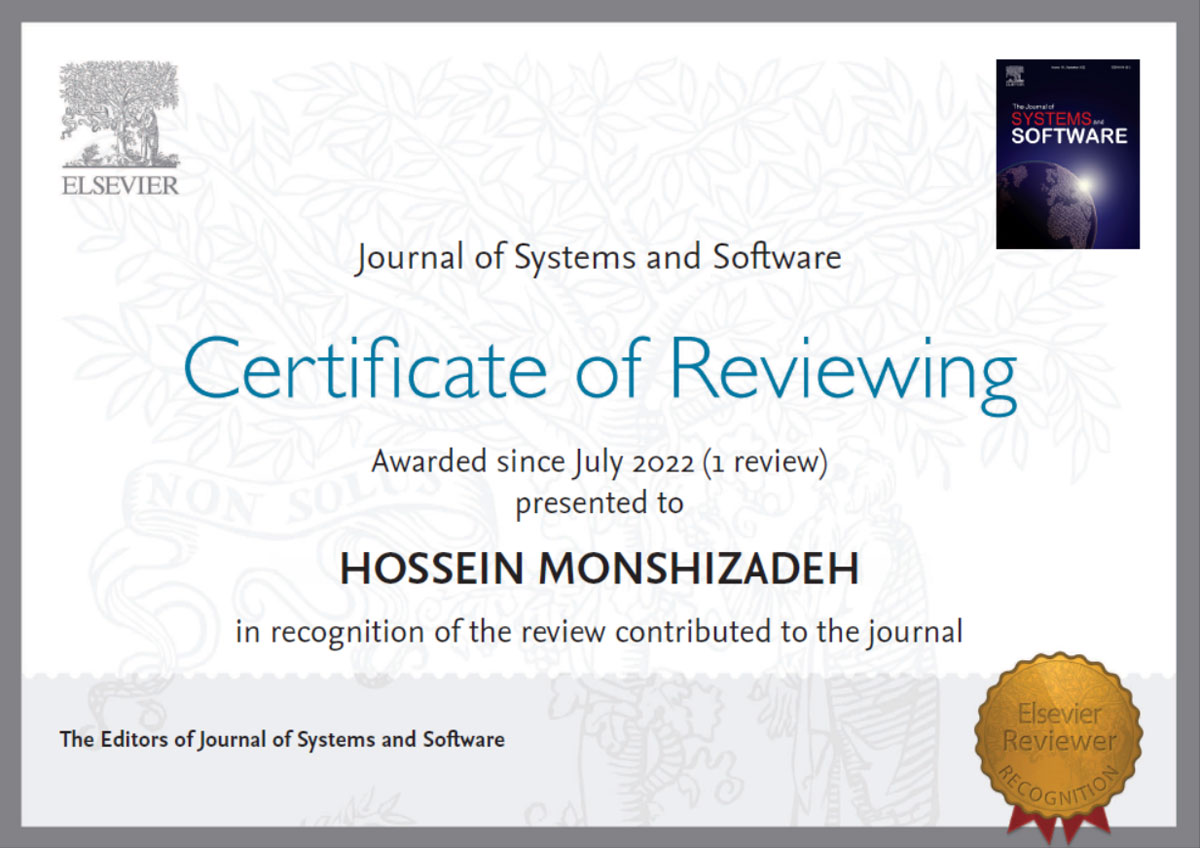 ELSEVIER
The Journal of
SYSTEMS and
SOFTWARE
Journal of Systems and Software
Certificate of Reviewing
Awarded since July 2022 (1 review)
presented to
NON SOLUS
HOSSEIN MONSHIZADEH
in recognition of the review contributed to the journal
The Editors of Journal of Systems and Software
Elsevier
Reviewer
RECOGNITION